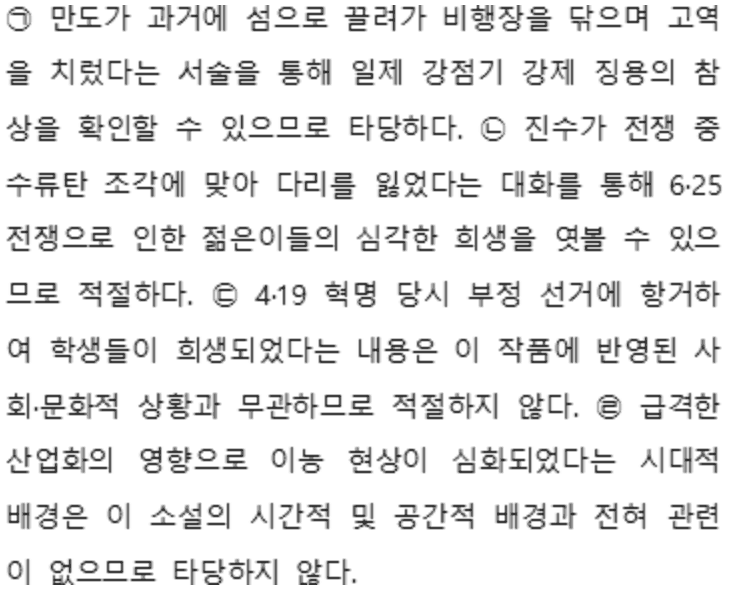 ㉠ 만도가 과거에 섬으로 끌려가 비행장을 닦으며 고역
을 치렀다는 서술을 통해 일제 강점기 강제 징용의 참
상을 확인할 수 있으므로 타당하다. ㉡ 진수가 전쟁 중
수류탄 조각에 맞아 다리를 잃었다는 대화를 통해 6·25
전쟁으로 인한 젊은이들의 심각한 희생을 엿볼 수 있으
므로 적절하다. ㉢ 4·19 혁명 당시 부정 선거에 항거하
여 학생들이 희생되었다는 내용은 이 작품에 반영된 사
회·문화적 상황과 무관하므로 적절하지 않다. ㉣ 급격한
산업화의 영향으로 이농 현상이 심화되었다는 시대적
배경은 이 소설의 시간적 및 공간적 배경과 전혀 관련
이 없으므로 타당하지 않다.